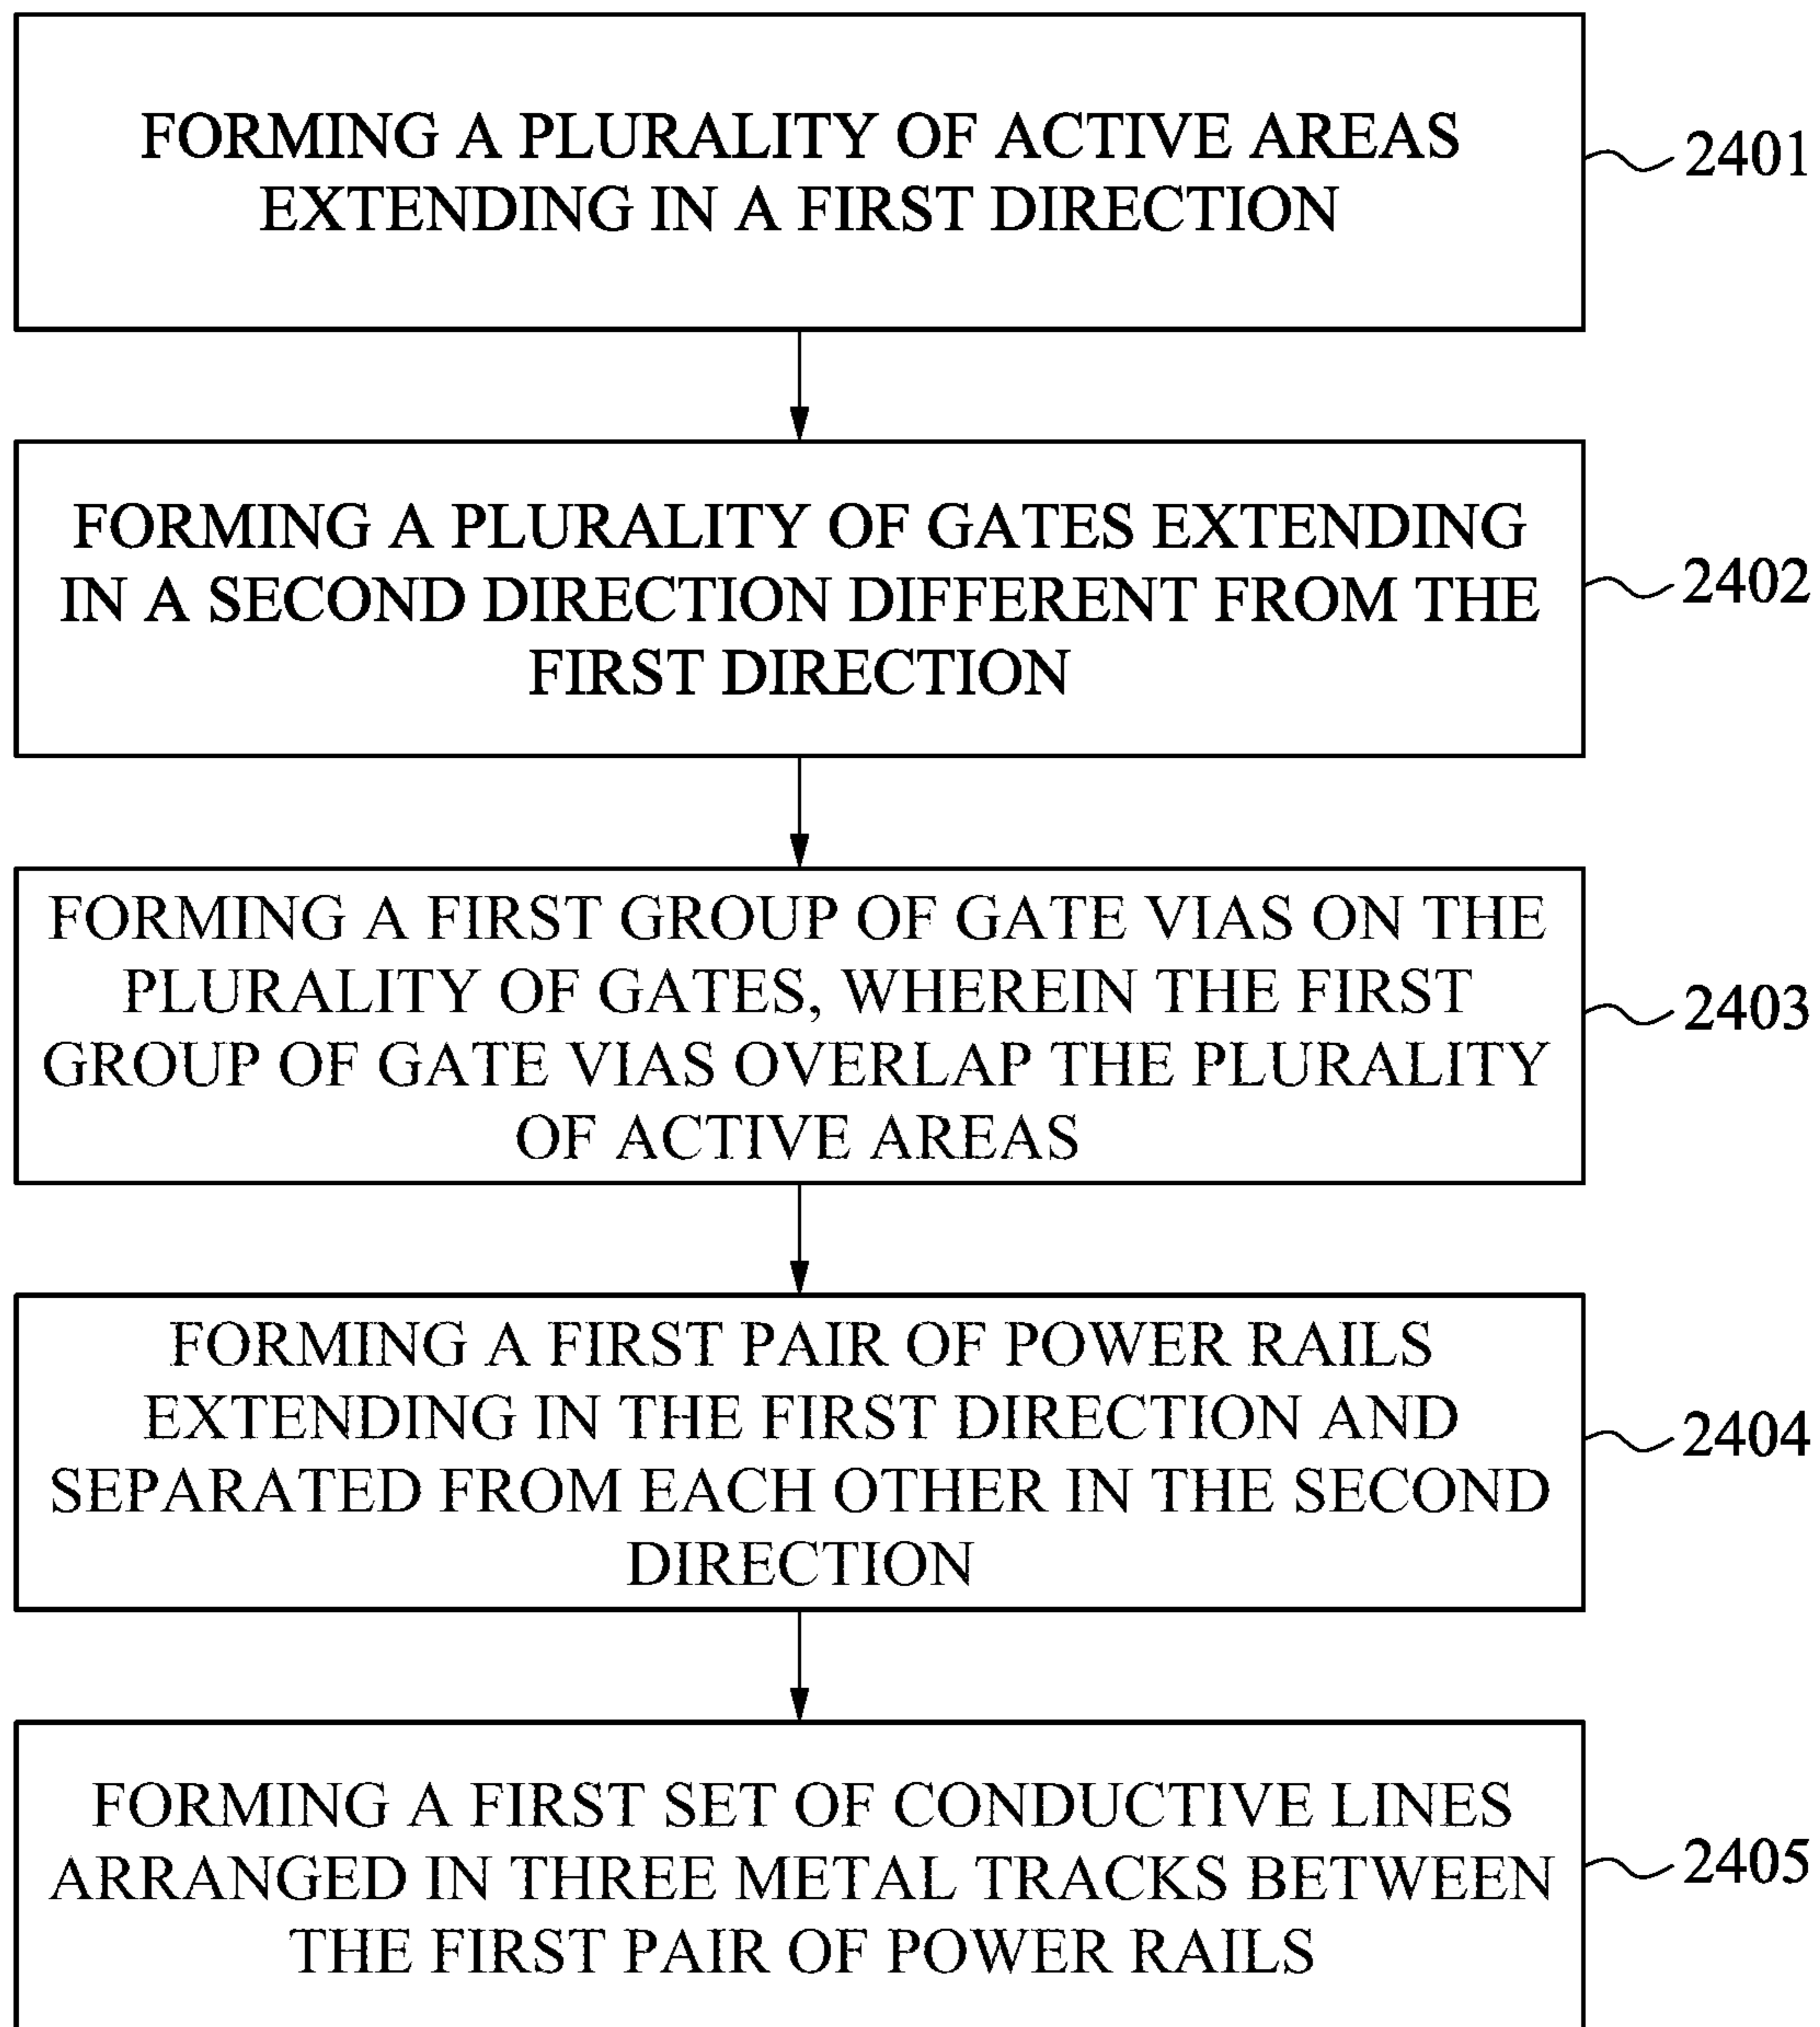 FORMING A PLURALITY OF ACTIVE AREAS
EXTENDING IN A FIRST DIRECTION
2401
FORMING A PLURALITY OF GATES EXTENDING
IN A SECOND DIRECTION DIFFERENT FROM THE
FIRST DIRECTION
2402
FORMING A FIRST GROUP OF GATE VIAS ON THE
PLURALITY OF GATES, WHEREIN THE FIRST
GROUP OF GATE VIAS OVERLAP THE PLURALITY
OF ACTIVE AREAS
2403
FORMING A FIRST PAIR OF POWER RAILS
EXTENDING IN THE FIRST DIRECTION AND
SEPARATED FROM EACH OTHER IN THE SECOND
DIRECTION
2404
FORMING A FIRST SET OF CONDUCTIVE LINES
ARRANGED IN THREE METAL TRACKS BETWEEN
THE FIRST PAIR OF POWER RAILS
2405